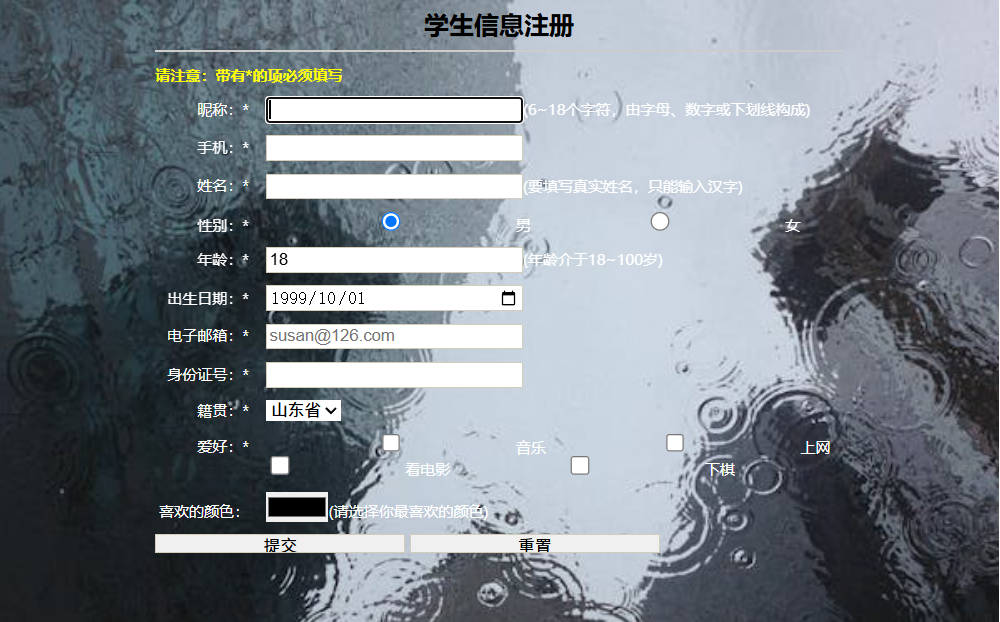 学生信息注册
请注意：带有*的项必须填写
昵称：* (6~18个字符，由字母、数字或下划线构成)
手机：*
姓名：* (要填写真实姓名，只能输入汉字)
性别：* 男 女
年龄：* 18 (年龄介于18~100岁)
出生日期：* 1999/10/01
电子邮箱：* susan@126.com
身份证号：*
籍贯：* 山东省
爱好：* 音乐 上网
看电影 下棋
喜欢的颜色： (请选择你最喜欢的颜色)
提交 重置